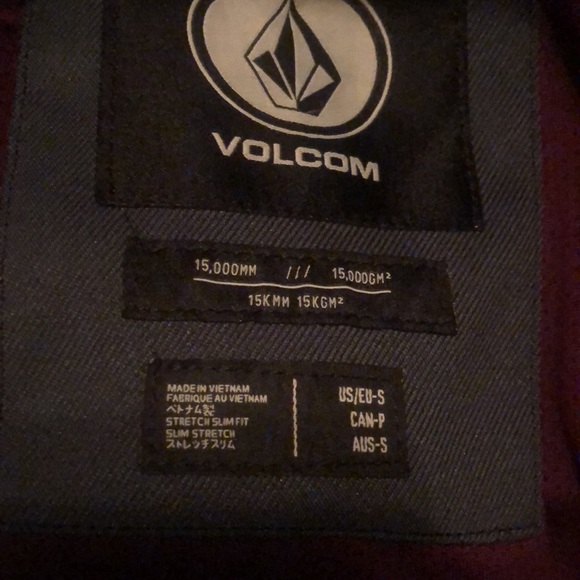 VOLCOM
15,000MM /// 15,000GM²
15KMM 15KGM²
MADE IN VIETNAM
FABRIQUE AU VIETNAM
ベトナム製
STRETCH SLIM FIT
SLIM STRETCH
ストレッチスリム
US/EU-S
CAN-P
AUS-S